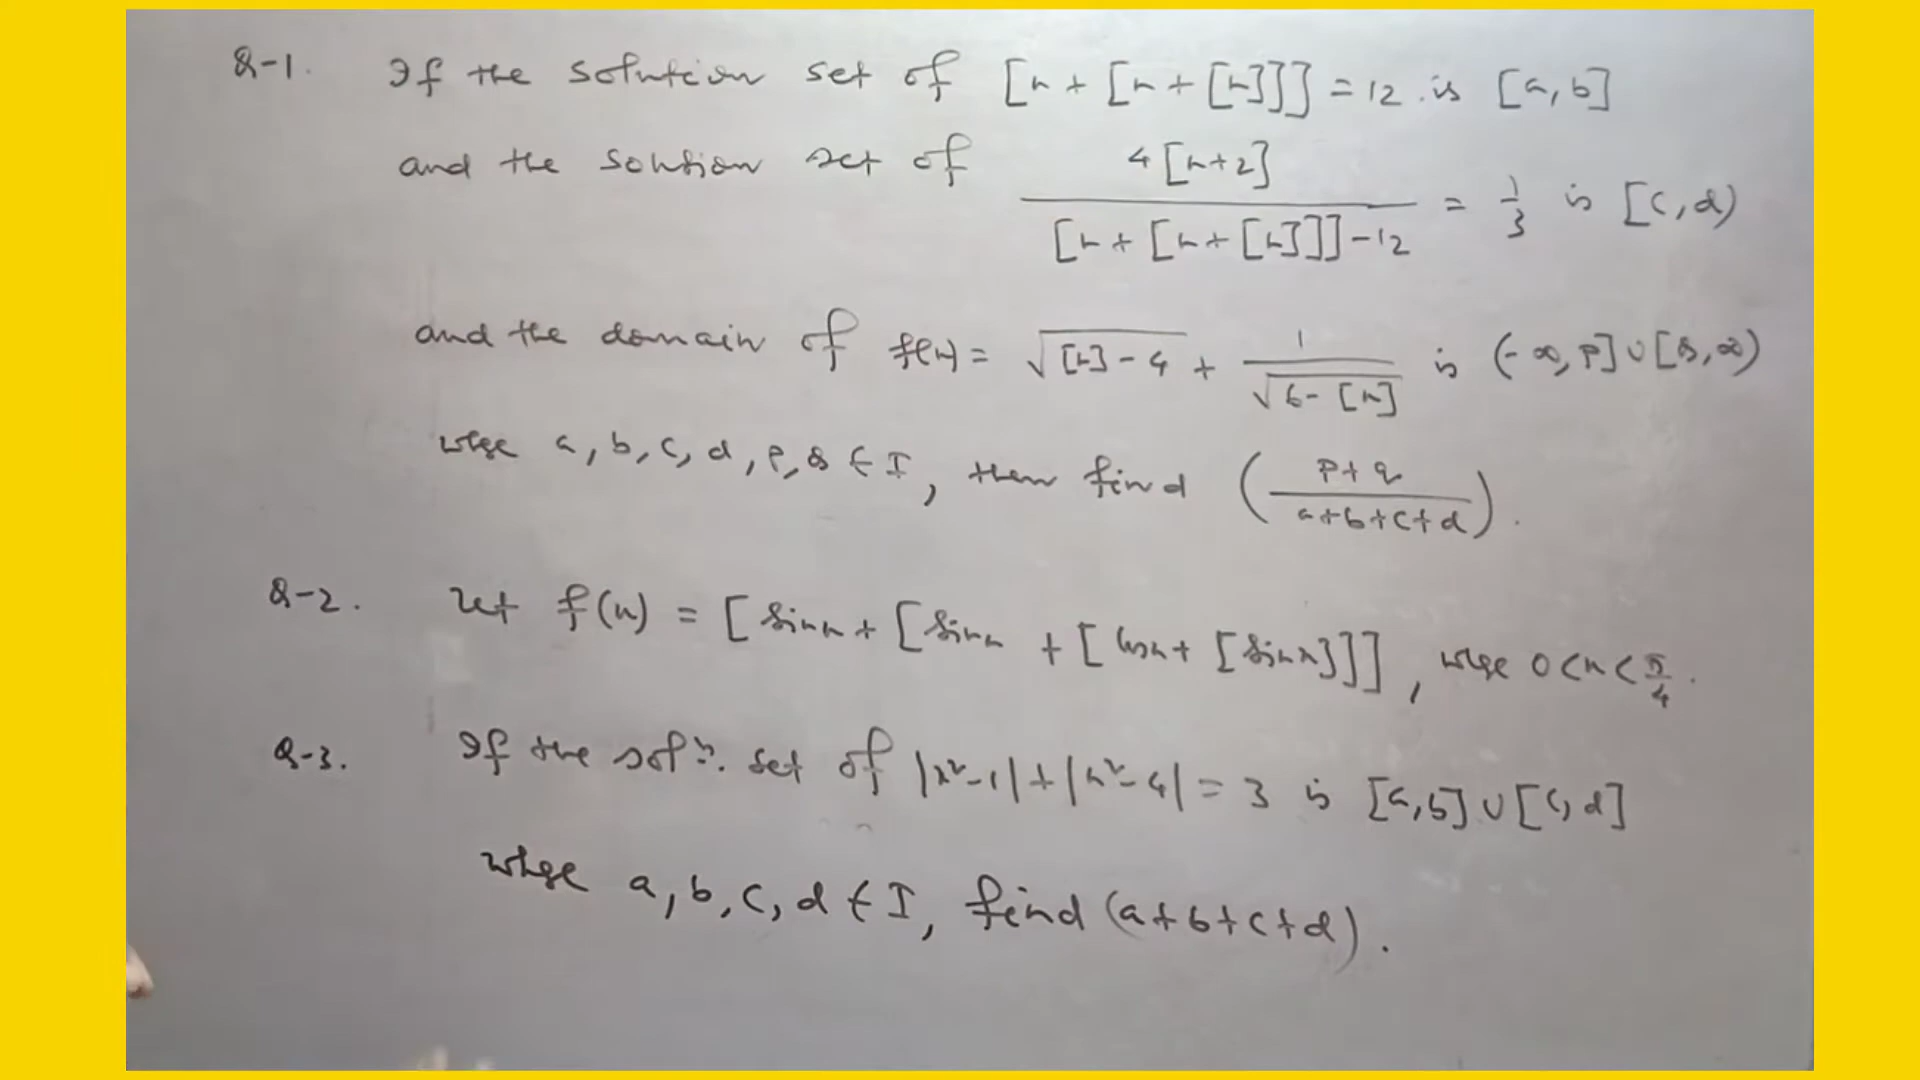 Q-1. If the solution set of [x + [x + [x]]] = 12 . is [a, b]
and the solution set of 4[x+2] / ([x + [x + [x]]] - 12) = 1/3 is [c, d)
and the domain of f(x) = √([x] - 4) + 1/√(6 - [x]) is (-∞, P] ∪ [Q, ∞)
where a, b, c, d, P, Q ∈ I, then find ((P + q)/(a+b+c+d)).
Q-2. Let f(x) = [sin x + [sin x + [cos x + [sin x]]]], where 0 < x < π/4.
Q-3. If the solⁿ. set of |x²-1| + |x²-4| = 3 is [a, b] ∪ [c, d]
where a, b, c, d ∈ I, find (a+b+c+d).